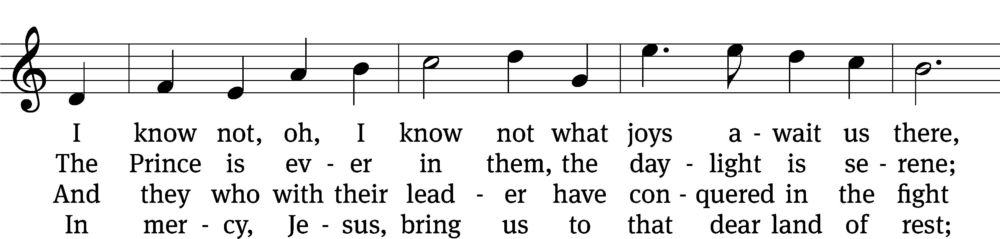 I know not, oh, I know not what joys a - wait us there,
The Prince is ev - er in them, the day - light is se - rene;
And they who with their lead - er have con - quered in the fight
In mer - cy, Je - sus, bring us to that dear land of rest;